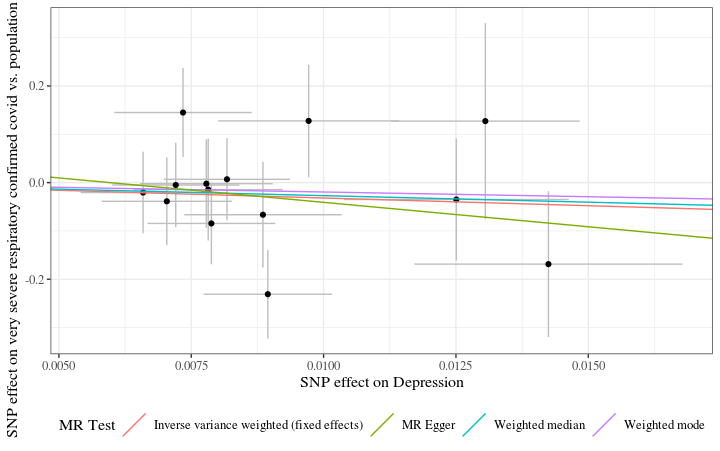 SNP effect on very severe respiratory confirmed covid vs. population
0.2
0.0
-0.2
0.0050 0.0075 0.0100 0.0125 0.0150
SNP effect on Depression
MR Test Inverse variance weighted (fixed effects) MR Egger Weighted median Weighted mode